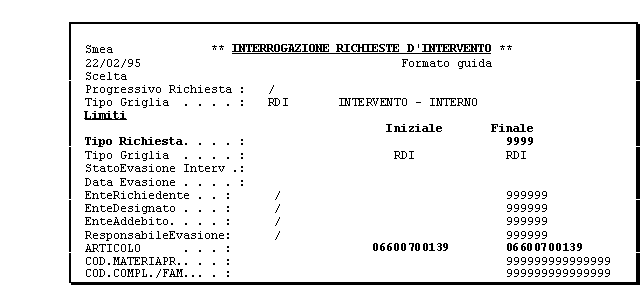 Smea ** INTERROGAZIONE RICHIESTE D'INTERVENTO **
22/02/95 Formato guida
Scelta
Progressivo Richiesta : /
Tipo Griglia . . . . : RDI INTERVENTO - INTERNO
Limiti
Iniziale Finale
Tipo Richiesta. . . . : 9999
Tipo Griglia . . . . : RDI RDI
StatoEvasione Interv .:
Data Evasione . . . . :
EnteRichiedente . . : / 999999
EnteDesignato . . . : / 999999
EnteAddebito. . . . : / 999999
ResponsabileEvasione: / 999999
ARTICOLO . . . : 06600700139 06600700139
COD.MATERIAPR.. . . : 999999999999999
COD.COMPL./FAM... . : 999999999999999